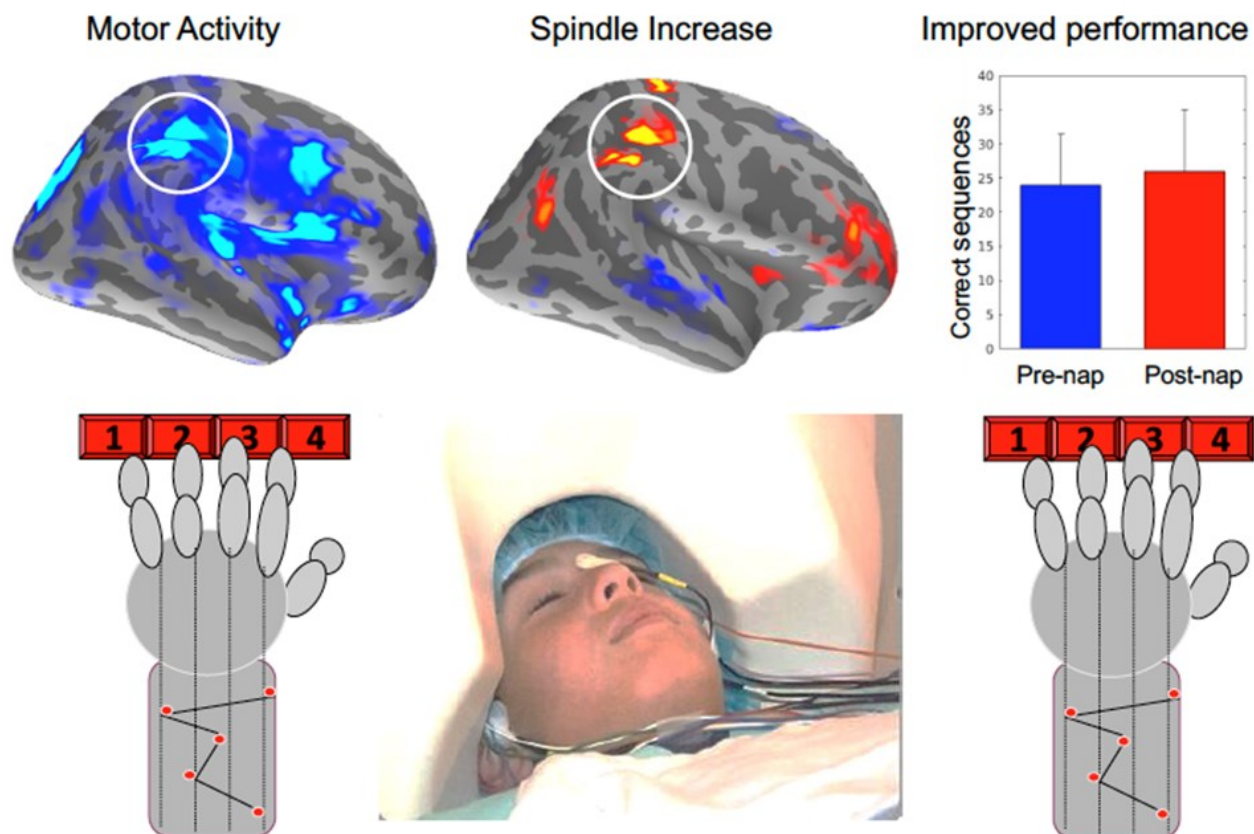 Motor Activity
Spindle Increase
Improved performance
Correct sequences
40
35
30
25
20
15
10
5
0
Pre-nap
Post-nap
1 2 3 4
1 2 3 4